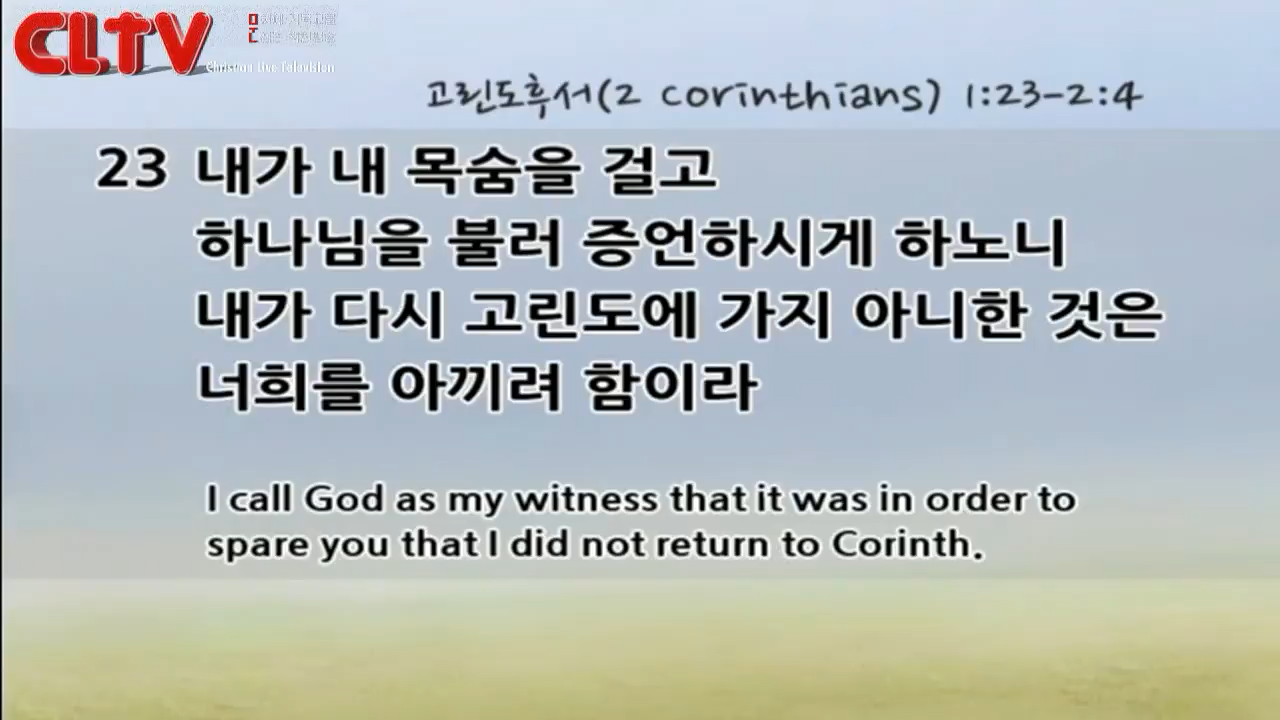 CLTV
Christian Live Television
고린도후서(2 corinthians) 1:23-2:4
23 내가 내 목숨을 걸고
하나님을 불러 증언하시게 하노니
내가 다시 고린도에 가지 아니한 것은
너희를 아끼려 함이라
I call God as my witness that it was in order to
spare you that I did not return to Corinth.